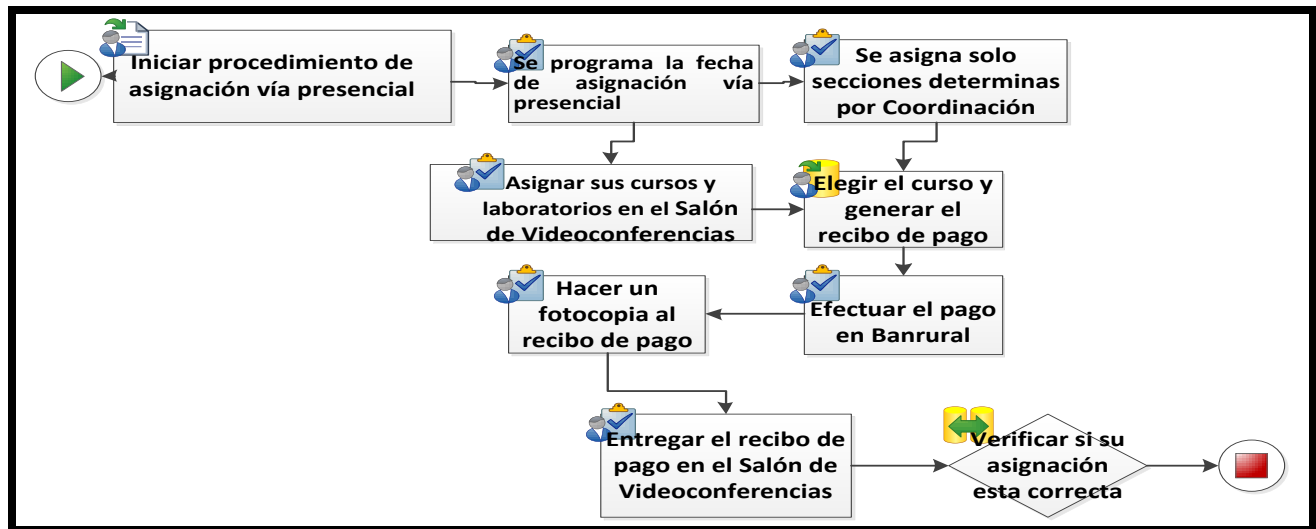 Iniciar procedimiento de
asignación vía presencial
Se programa la fecha
de asignación vía
presencial
Se asigna solo
secciones determinas
por Coordinación
Asignar sus cursos y
laboratorios en el Salón
de Videoconferencias
Elegir el curso y
generar el
recibo de pago
Hacer un
fotocopia al
recibo de pago
Efectuar el pago
en Banrural
Entregar el recibo de
pago en el Salón de
Videoconferencias
Verificar si su
asignación
esta correcta